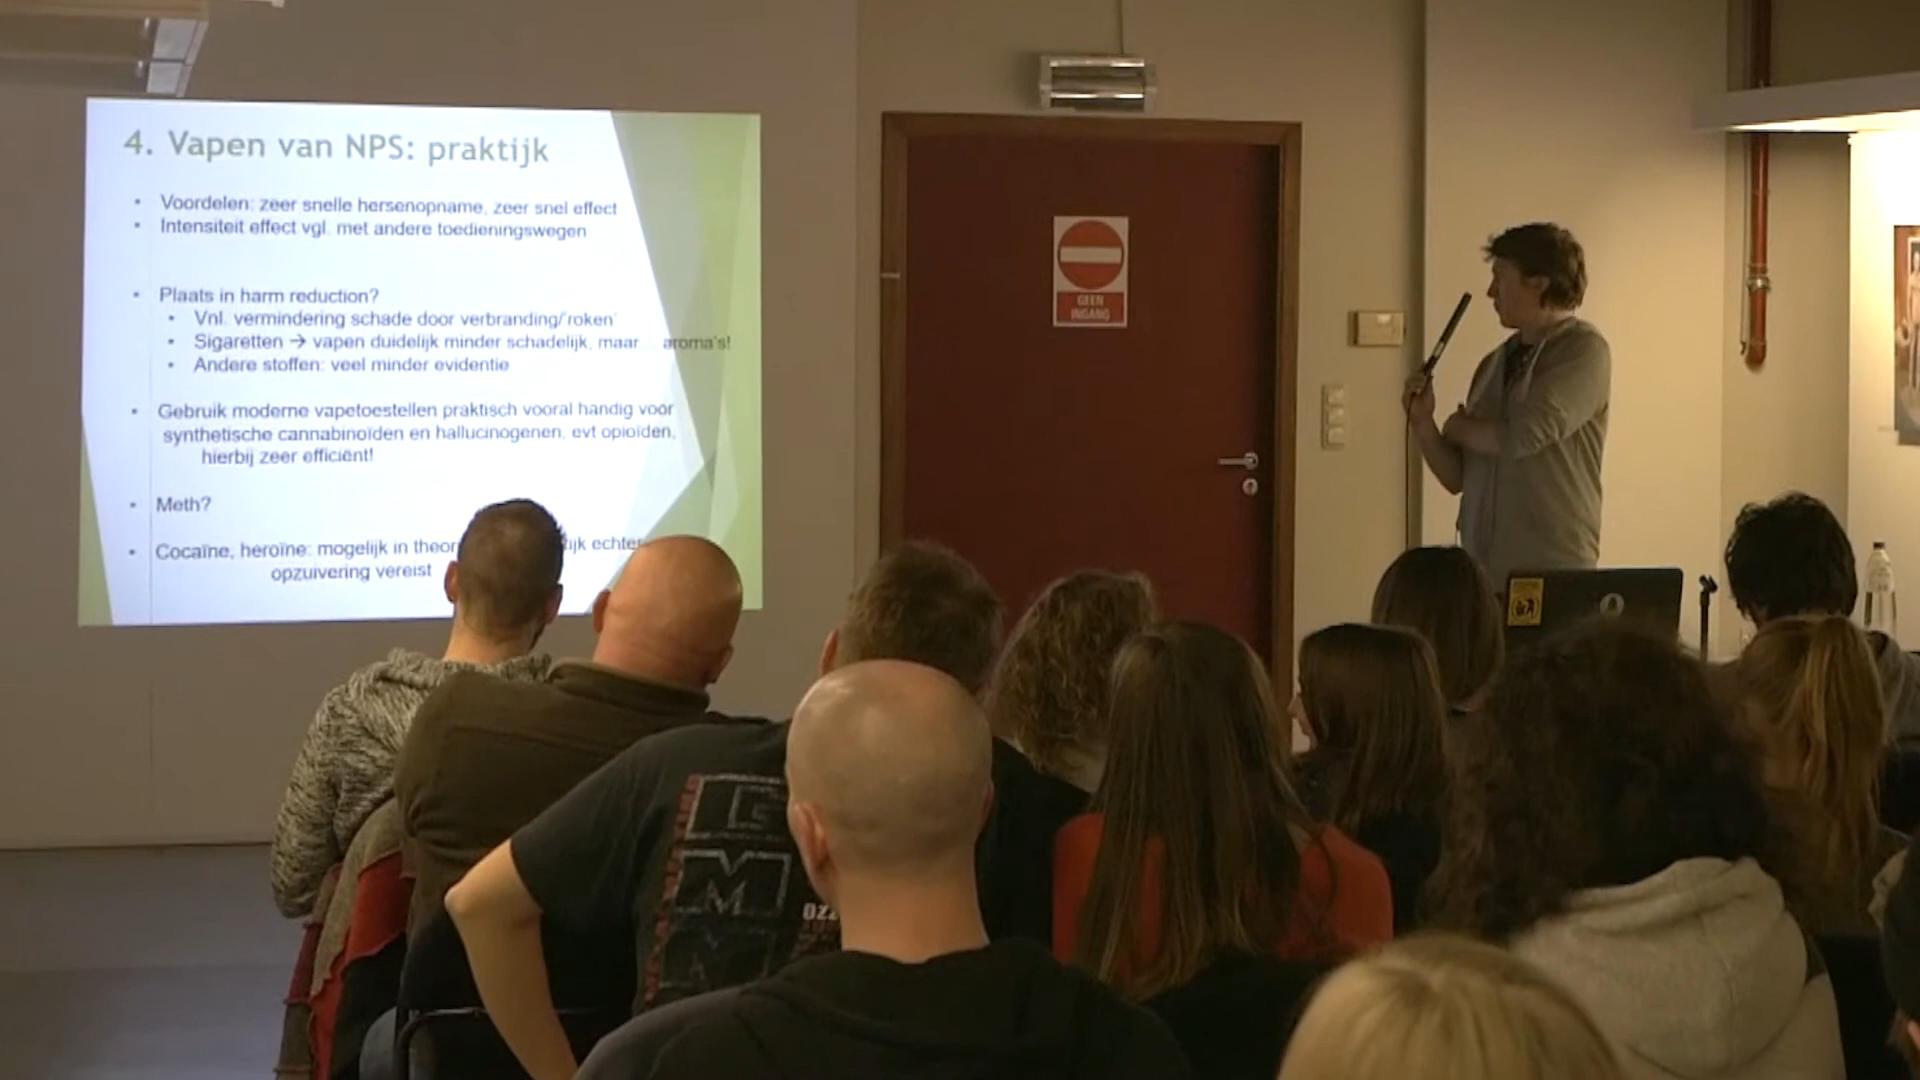 4. Vapen van NPS: praktijk
• Voordelen: zeer snelle hersenopname, zeer snel effect
• Intensiteit effect vgl. met andere toedieningswegen
• Plaats in harm reduction?
• Vnl. vermindering schade door verbranding/'roken'
• Sigaretten → vapen duidelijk minder schadelijk, maar ... aroma's!
• Andere stoffen: veel minder evidentie
• Gebruik moderne vapetoestellen praktisch vooral handig voor
synthetische cannabinoïden en hallucinogenen, evt opioïden,
hierbij zeer efficiënt!
• Meth?
• Cocaïne, heroïne: mogelijk in theor ijk echter
opzuivering vereist
GEEN
INGANG
G
M
M
OZZ